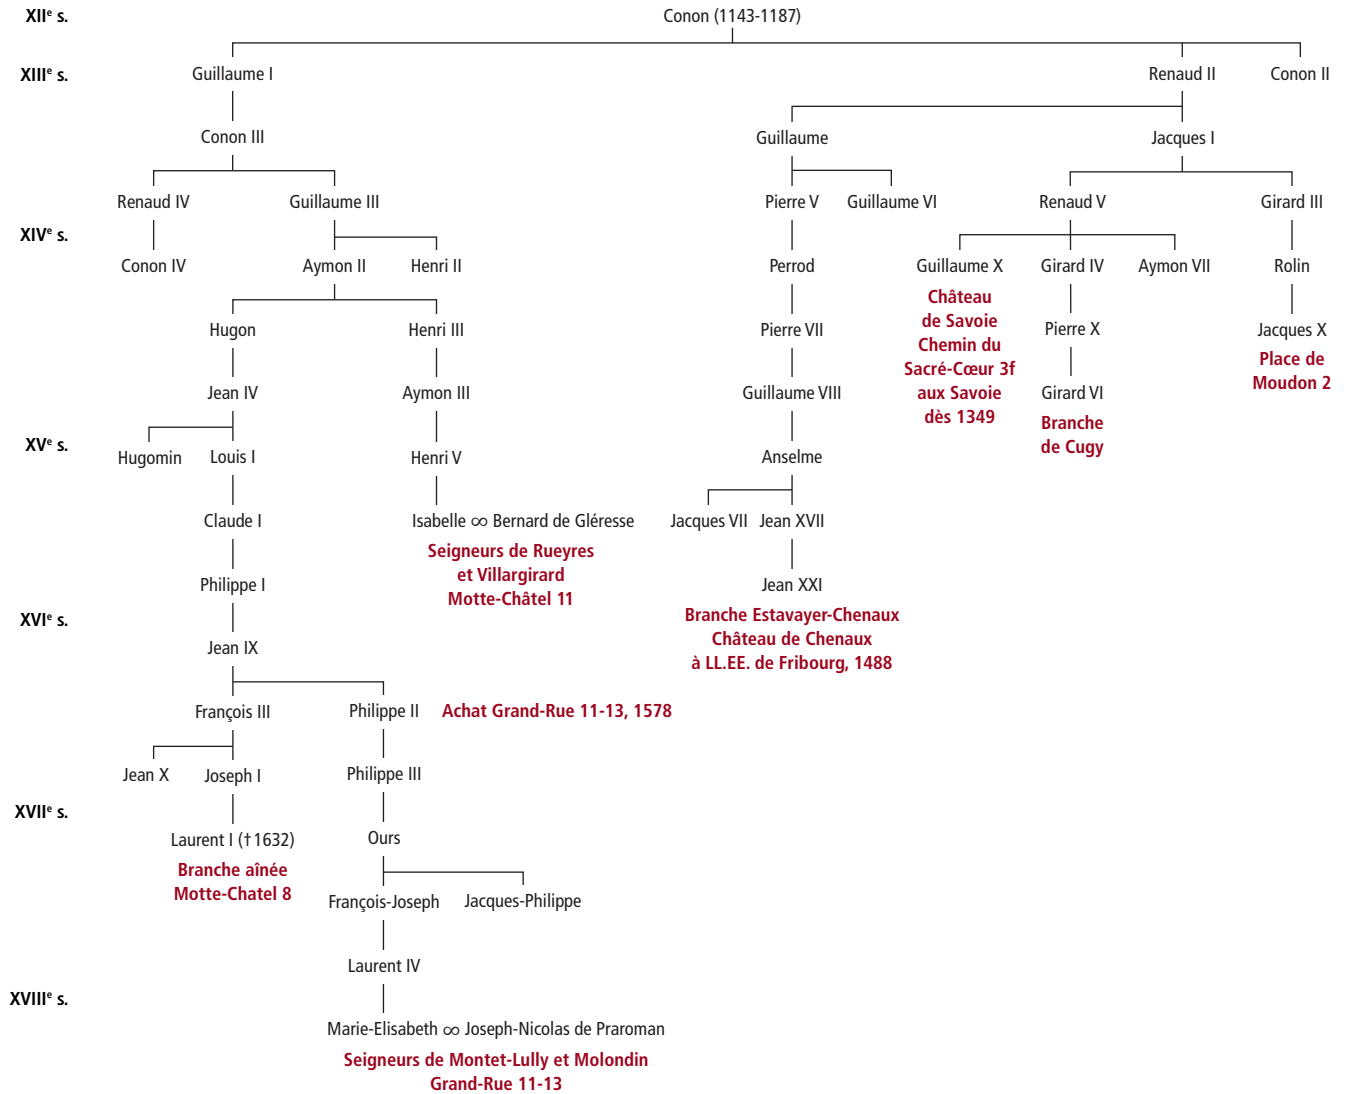 XIIe s.
Conon (1143-1187)
XIIIe s.
Guillaume I
Renaud II
Conon II
Conon III
Guillaume
Jacques I
Renaud IV
Guillaume III
Pierre V
Guillaume VI
Renaud V
Girard III
XIVe s.
Conon IV
Aymon II
Henri II
Perrod
Guillaume X
Girard IV
Aymon VII
Rolin
Château
de Savoie
Chemin du
Sacré-Cœur 3f
aux Savoie
dès 1349
Hugon
Henri III
Pierre VII
Pierre X
Jacques X
Place de
Moudon 2
Jean IV
Aymon III
Guillaume VIII
Girard VI
Branche
de Cugy
XVe s.
Hugomin
Louis I
Henri V
Anselme
Claude I
Isabelle ∞ Bernard de Gléresse
Seigneurs de Rueyres
et Villargirard
Motte-Châtel 11
Jacques VII
Jean XVII
Philippe I
Jean XXI
Branche Estavayer-Chenaux
Château de Chenaux
à LL.EE. de Fribourg, 1488
XVIe s.
Jean IX
François III
Philippe II
Achat Grand-Rue 11-13, 1578
Jean X
Joseph I
Philippe III
XVIIe s.
Laurent I (†1632)
Branche aînée
Motte-Chatel 8
Ours
François-Joseph
Jacques-Philippe
Laurent IV
XVIIIe s.
Marie-Elisabeth ∞ Joseph-Nicolas de Praroman
Seigneurs de Montet-Lully et Molondin
Grand-Rue 11-13